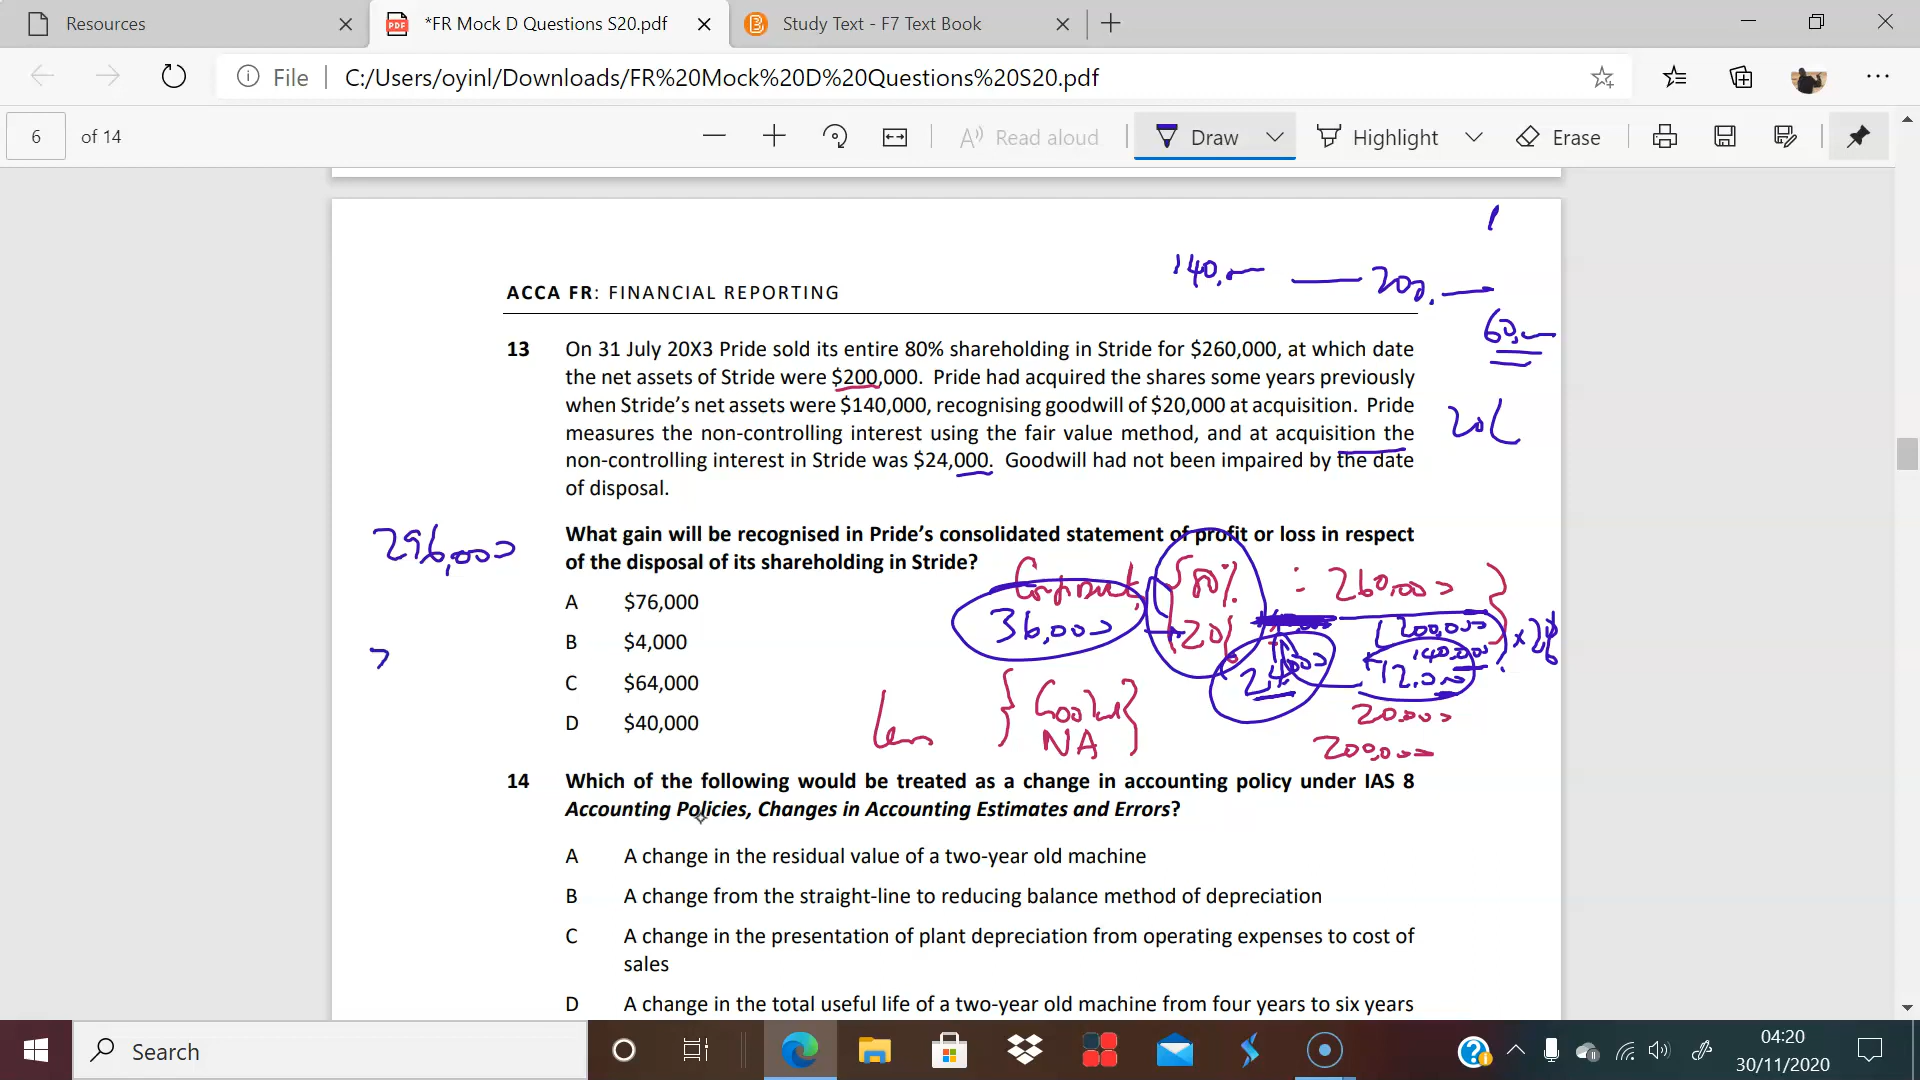 Resources
*FR Mock D Questions S20.pdf
Study Text - F7 Text Book
File
C:/Users/oyinl/Downloads/FR%20Mock%20D%20Questions%20S20.pdf
6 of 14
Read aloud
Draw
Highlight
Erase
140,
200,
60,
ACCA FR: FINANCIAL REPORTING
13 On 31 July 20X3 Pride sold its entire 80% shareholding in Stride for $260,000, at which date
the net assets of Stride were $200,000. Pride had acquired the shares some years previously
when Stride's net assets were $140,000, recognising goodwill of $20,000 at acquisition. Pride
measures the non-controlling interest using the fair value method, and at acquisition the
non-controlling interest in Stride was $24,000. Goodwill had not been impaired by the date
of disposal.
296,000
What gain will be recognised in Pride's consolidated statement of profit or loss in respect
of the disposal of its shareholding in Stride?
A $76,000
B $4,000
C $64,000
D $40,000
80% : 260,000
36,000 20%
200,000
140,000
24,000 12,000
NA
20,000
200,000
14 Which of the following would be treated as a change in accounting policy under IAS 8
Accounting Policies, Changes in Accounting Estimates and Errors?
A A change in the residual value of a two-year old machine
B A change from the straight-line to reducing balance method of depreciation
C A change in the presentation of plant depreciation from operating expenses to cost of
sales
D A change in the total useful life of a two-year old machine from four years to six years
Search
04:20
30/11/2020